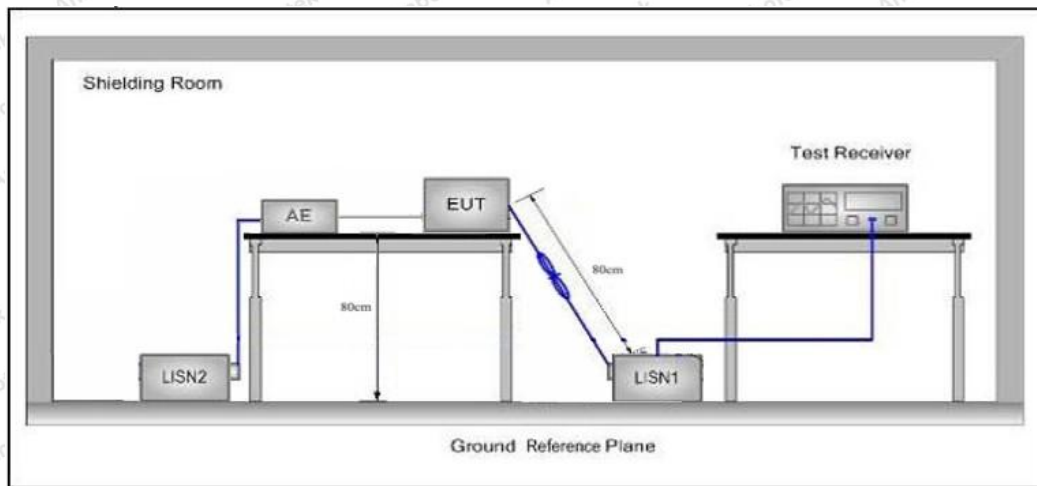 Shielding Room
Test Receiver
AE
EUT
80cm
80cm
LISN2
LISN1
Ground Reference Plane